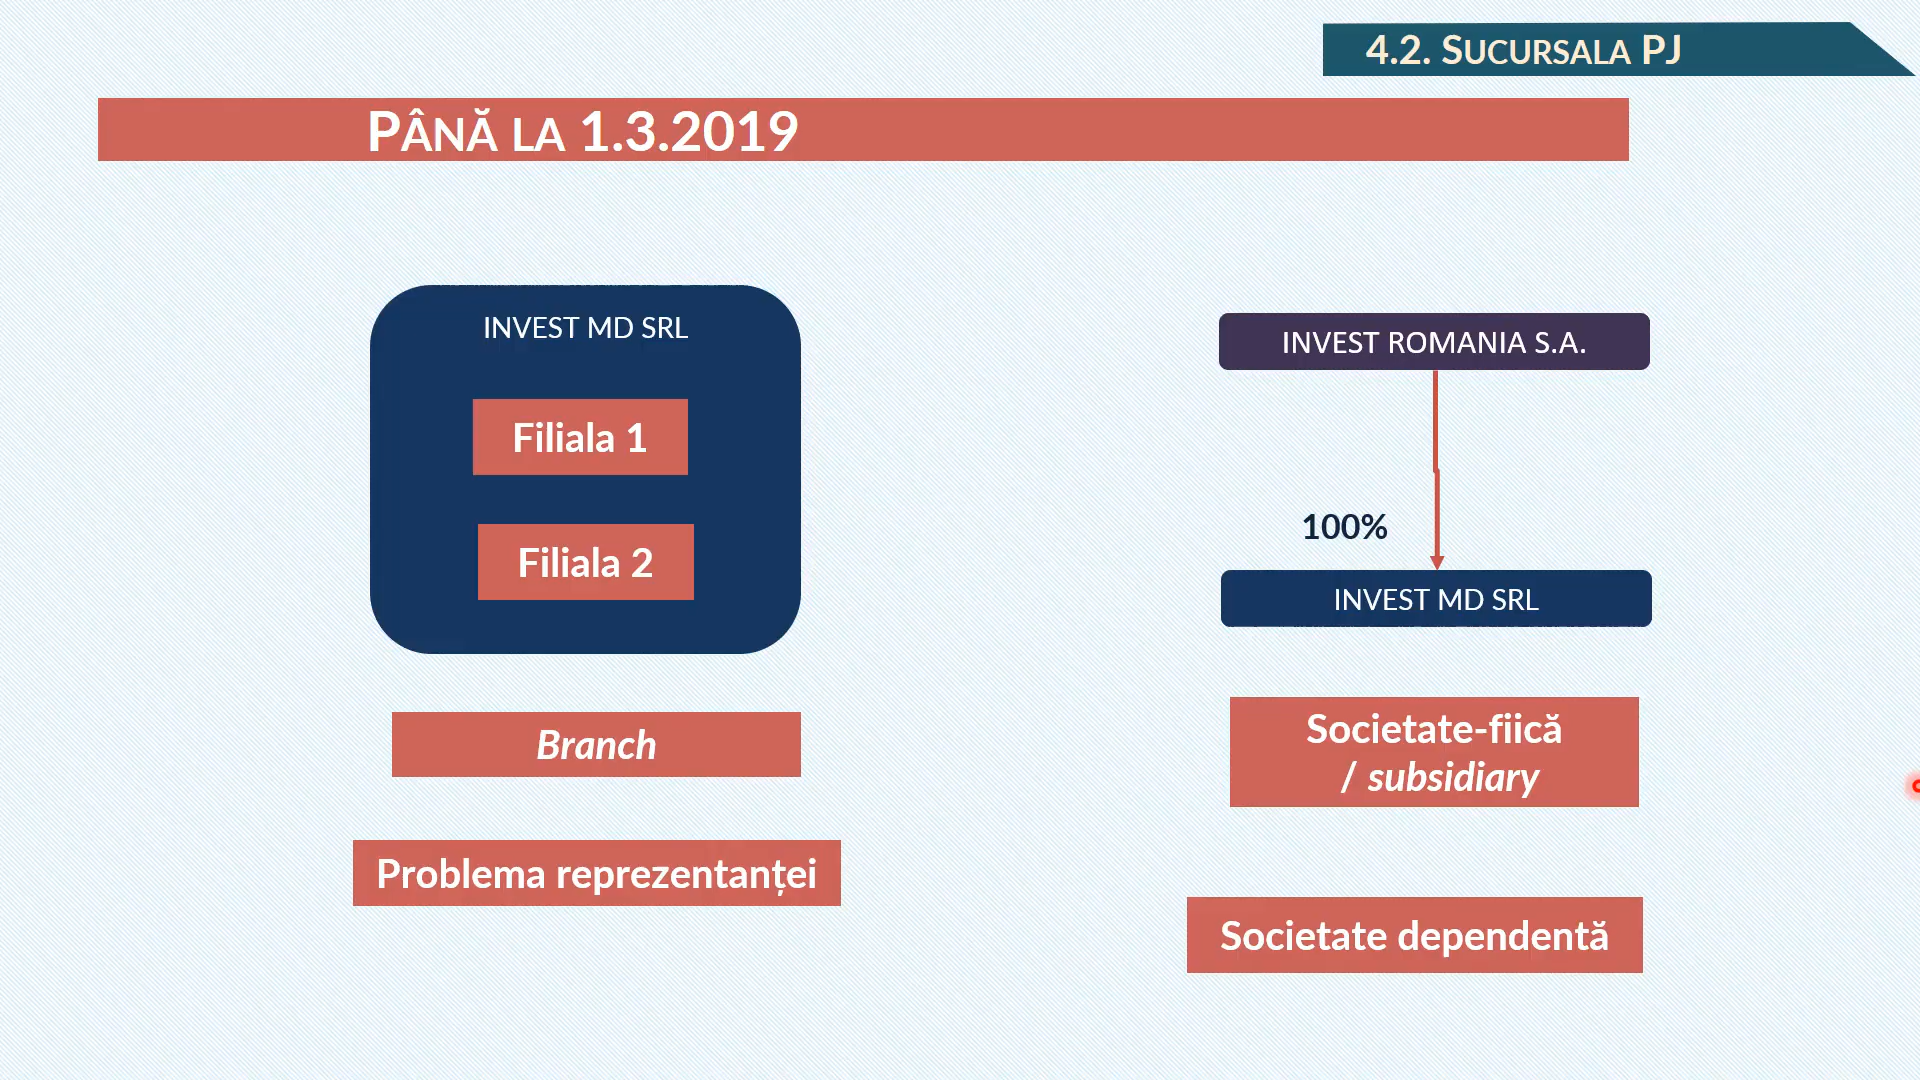 4.2. SUCURSALA PJ
PÂNĂ LA 1.3.2019
INVEST MD SRL
Filiala 1
Filiala 2
Branch
Problema reprezentanței
INVEST ROMANIA S.A.
100%
INVEST MD SRL
Societate-fiică
/ subsidiary
Societate dependentă